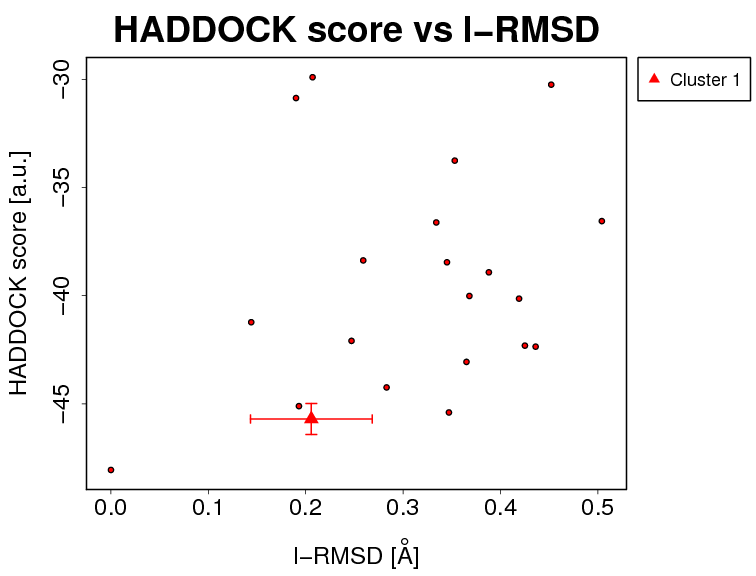 HADDOCK score vs l−RMSD
Cluster 1
HADDOCK score [a.u.]
−30
−35
−40
−45
0.0 0.1 0.2 0.3 0.4 0.5
l−RMSD [Å]